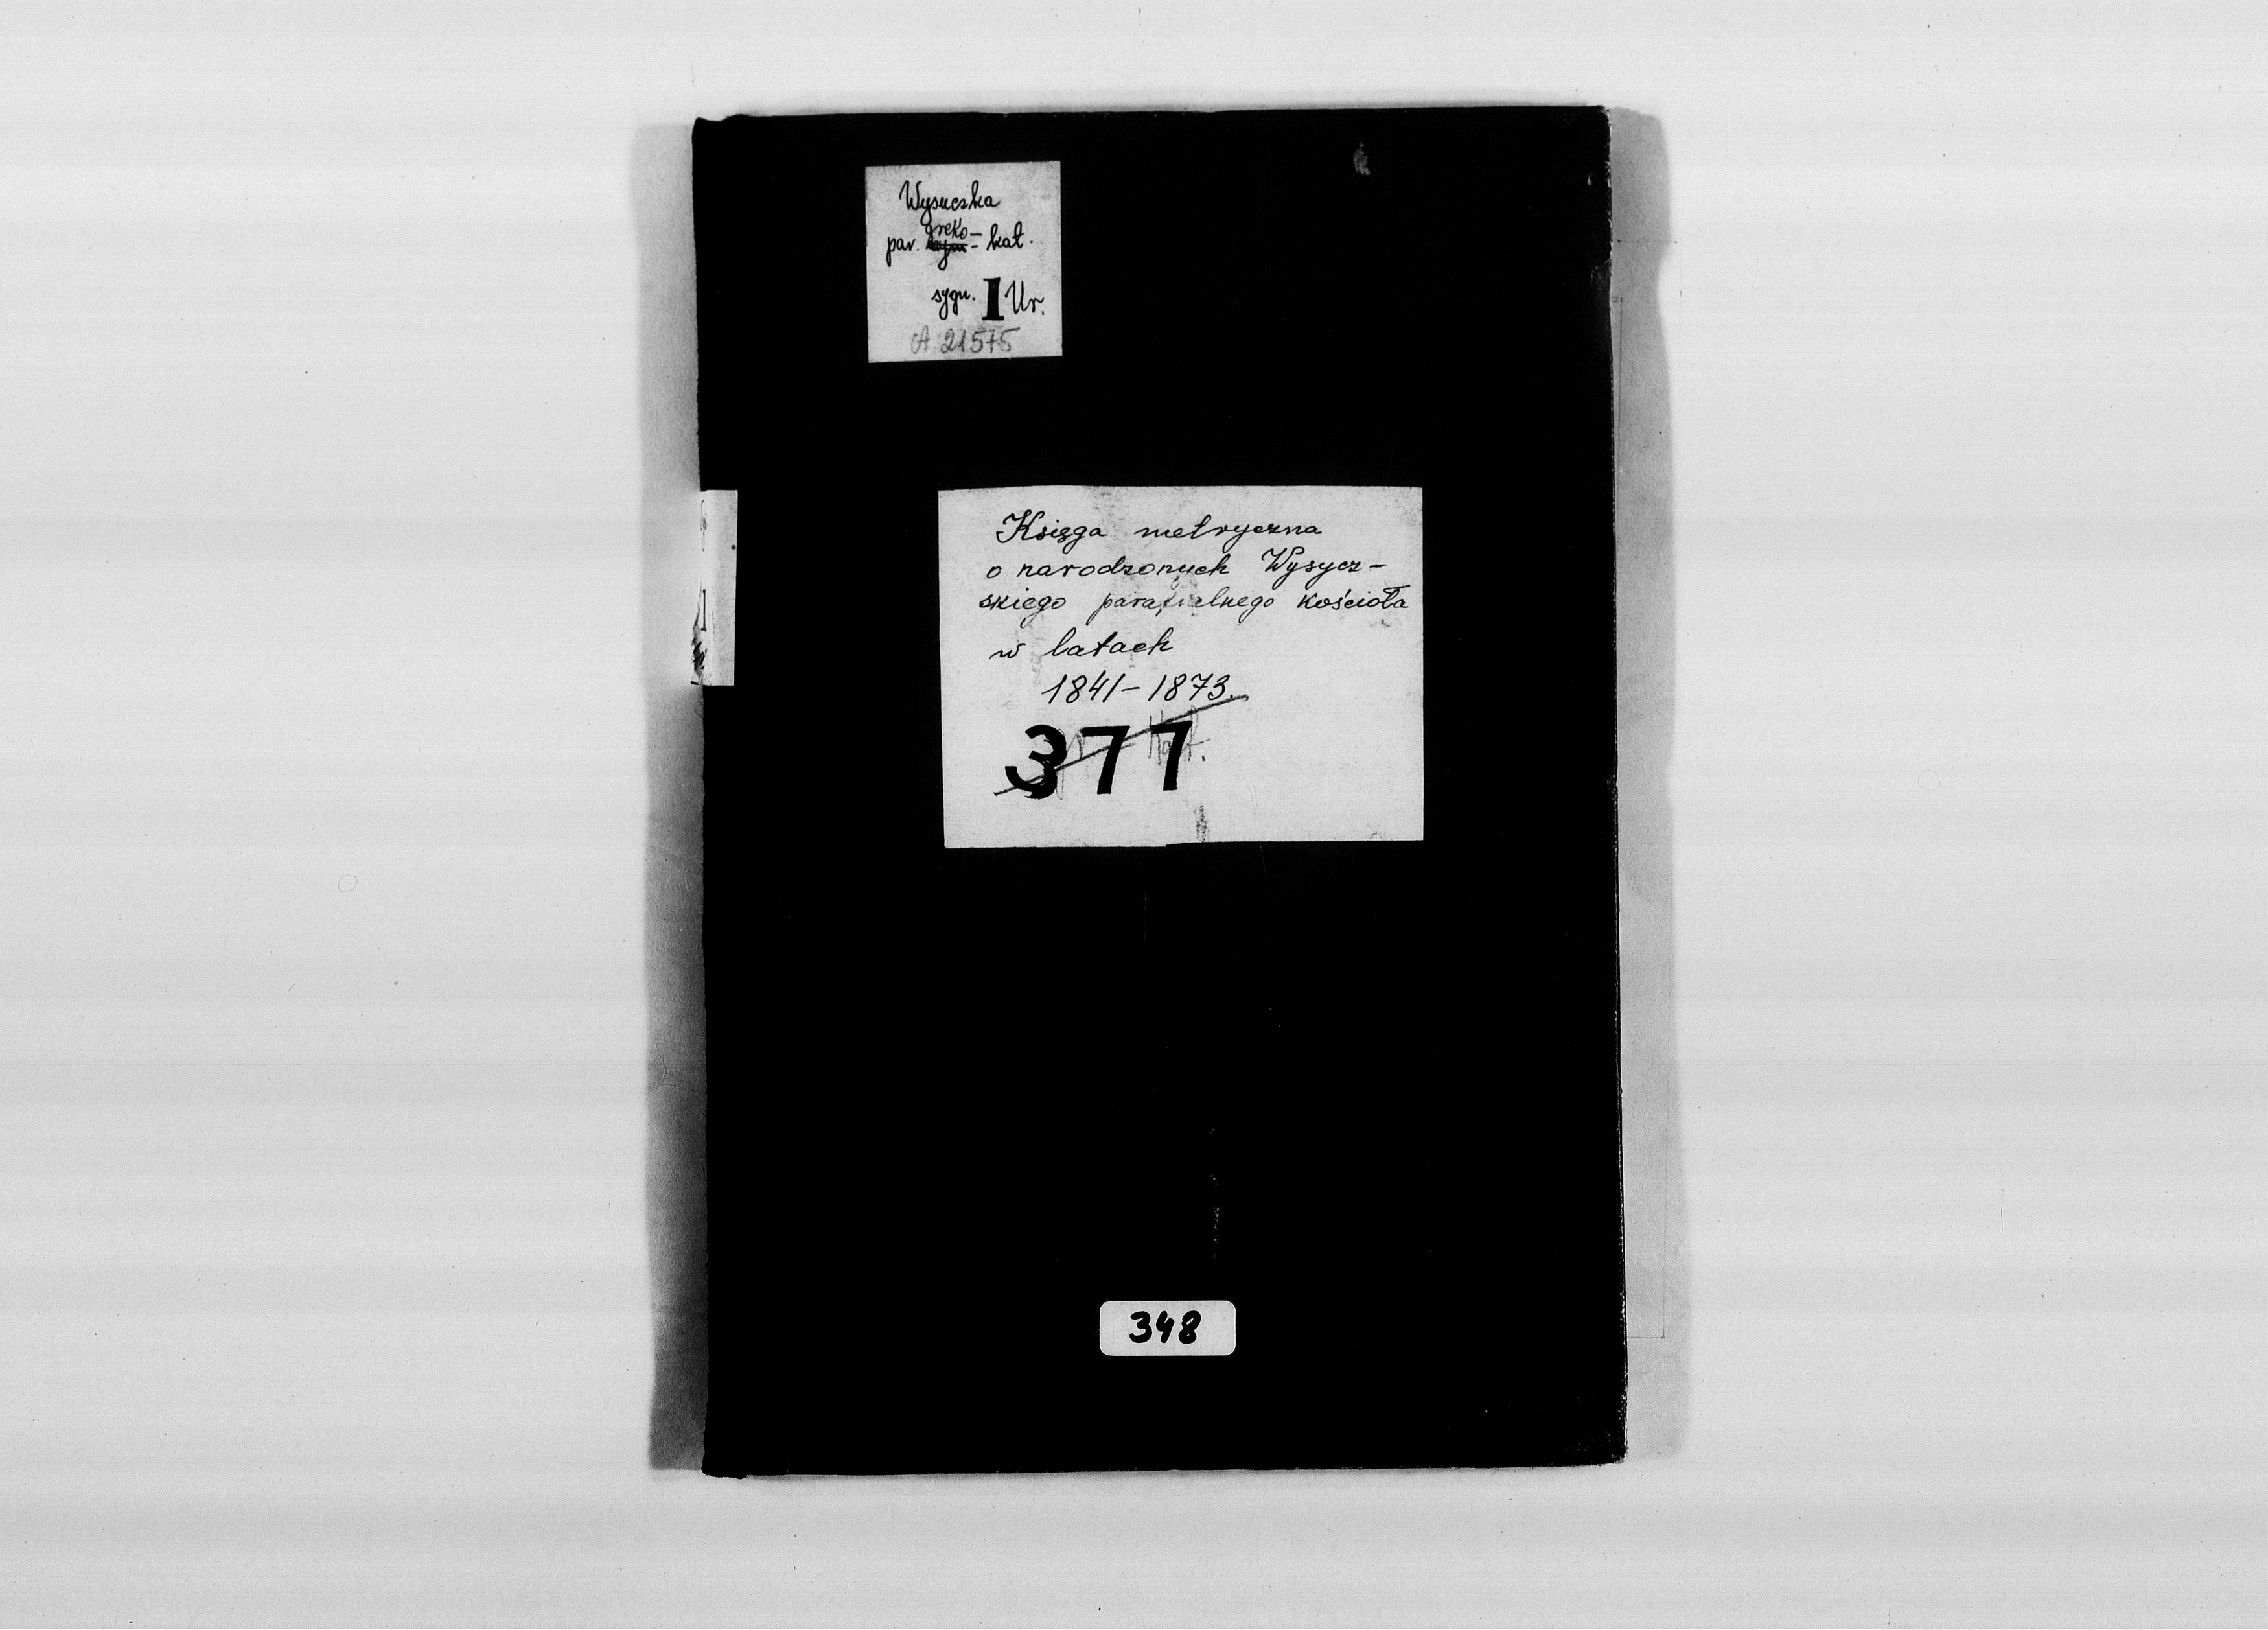 Wysuczka
greko-
par. - kat.
sygn. 1 Ur.
A 21575
Księga metryczna
o narodzonych Wysycz-
skiego parafialnego kościoła
w latach
1841-1873.
377
348